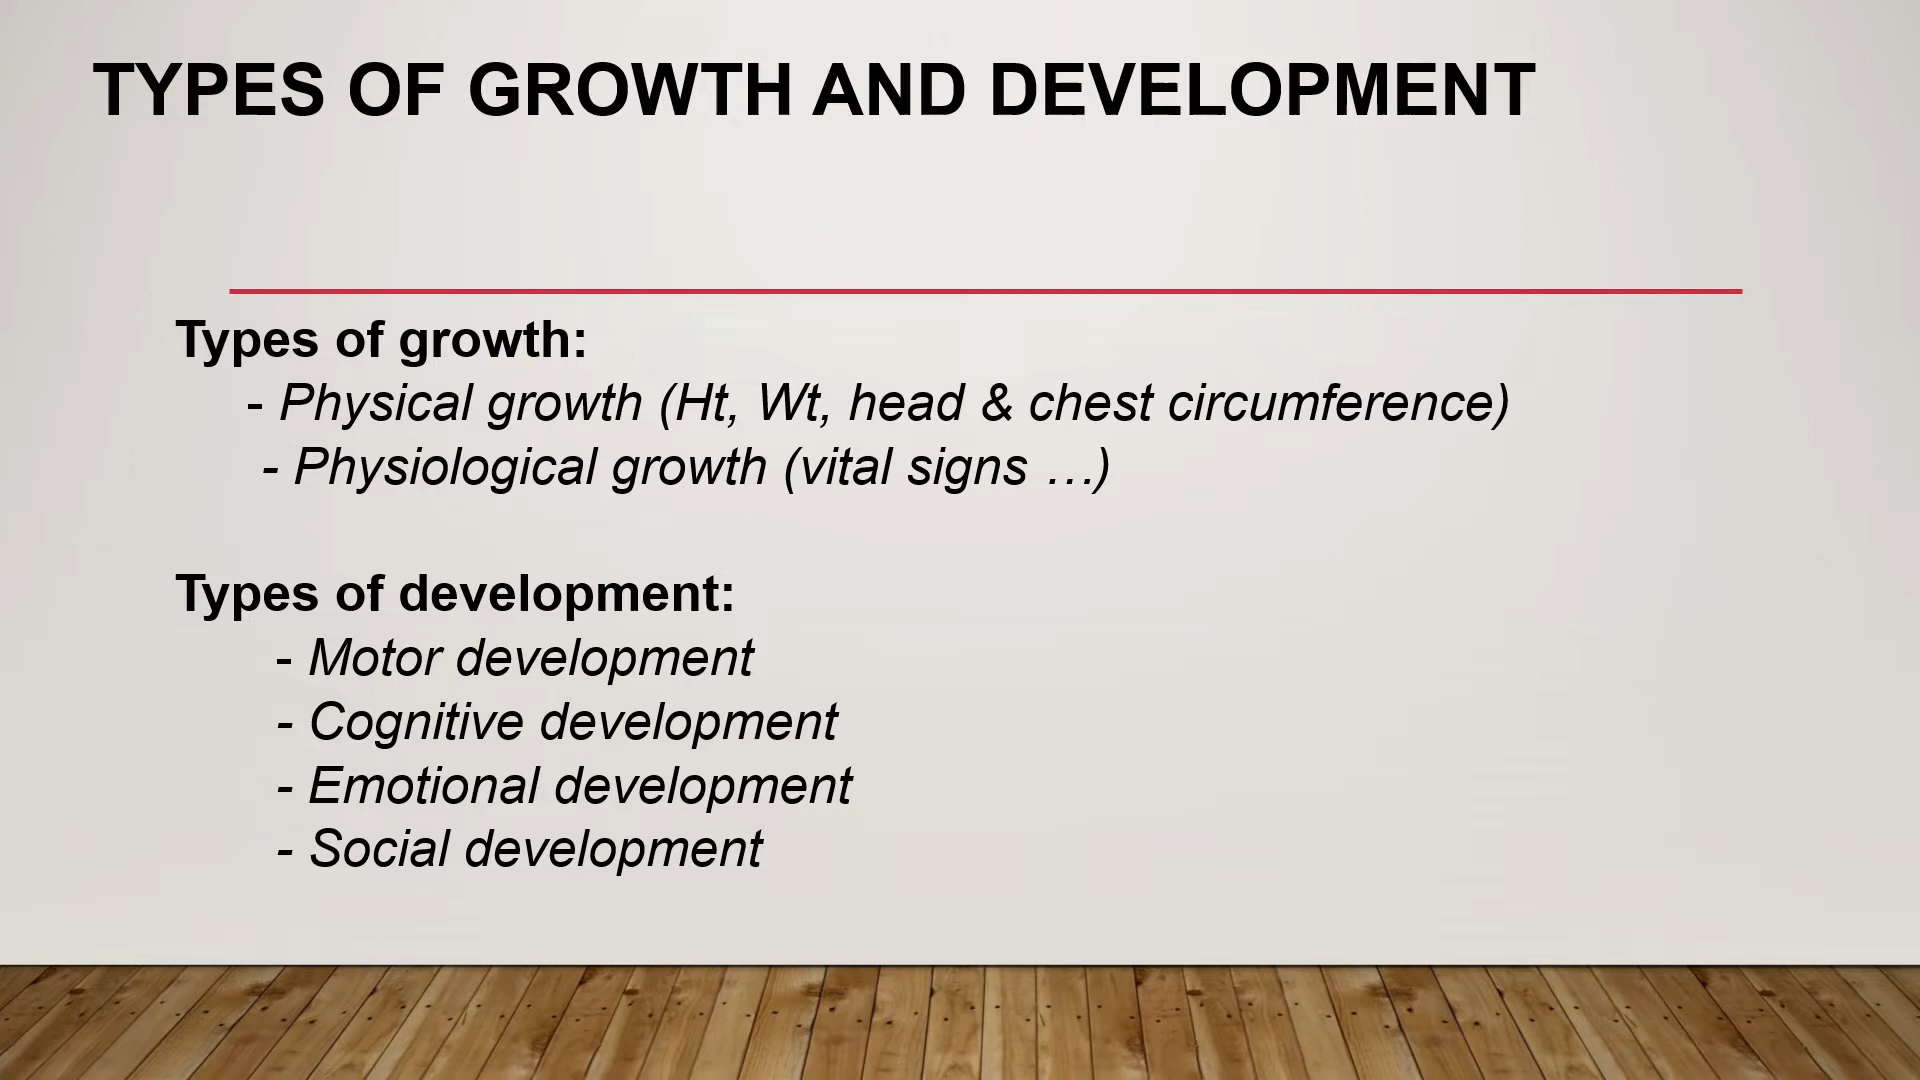 TYPES OF GROWTH AND DEVELOPMENT
Types of growth:
- Physical growth (Ht, Wt, head & chest circumference)
- Physiological growth (vital signs …)
Types of development:
- Motor development
- Cognitive development
- Emotional development
- Social development